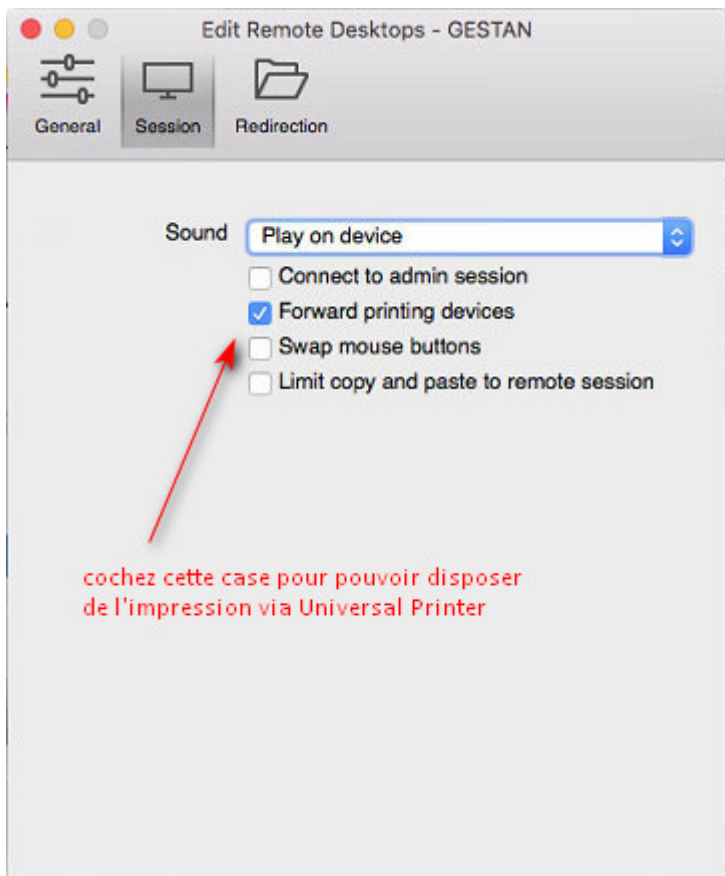 Edit Remote Desktops - GESTAN
General Session Redirection
Sound Play on device
Connect to admin session
Forward printing devices
Swap mouse buttons
Limit copy and paste to remote session
cochez cette case pour pouvoir disposer
de l'impression via Universal Printer